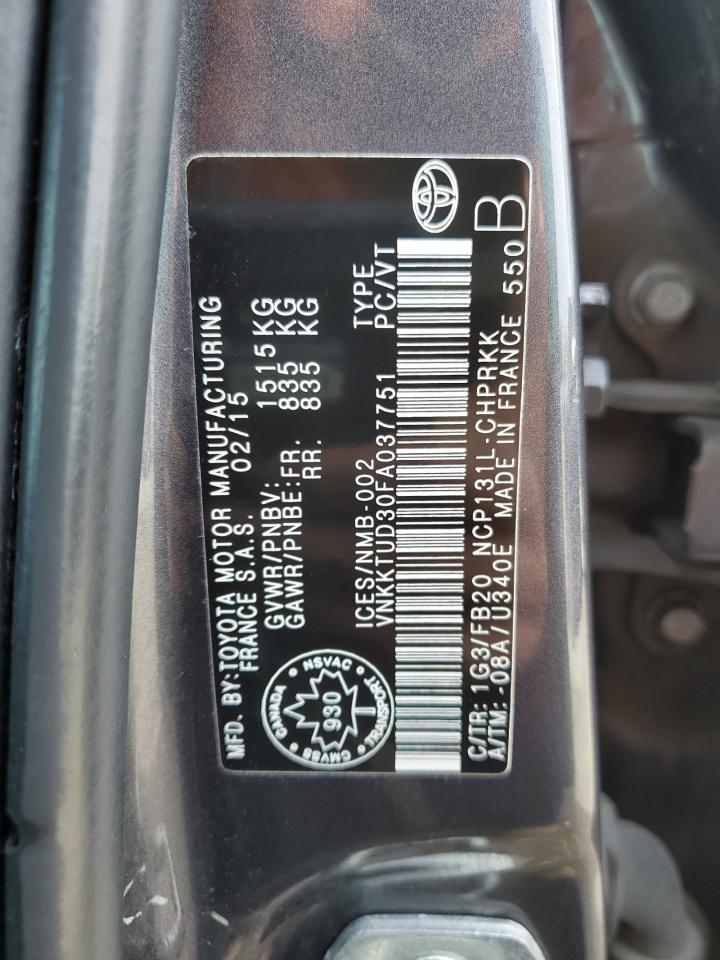 MFD. BY: TOYOTA MOTOR MANUFACTURING
FRANCE S.A.S. 02/15
GVWR/PNBV: 1515 KG
GAWR/PNBE: FR. 835 KG
RR. 835 KG
CANADA
NSVAC
TRANSPORT
CMVSS
930
ICES/NMB-002 TYPE
VNKKTUD30FA037751 PC/VT
C/TR: 1G3/FB20 NCP131L-CHPRKK
A/TM: -08A/U340E MADE IN FRANCE 550
B